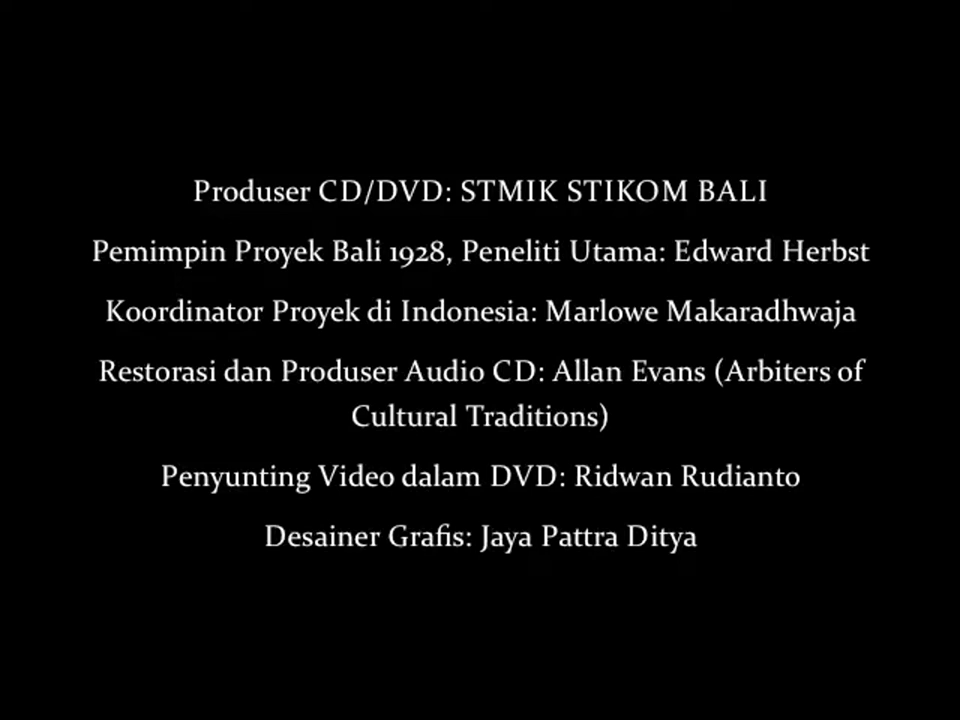 Produser CD/DVD: STMIK STIKOM BALI
Pemimpin Proyek Bali 1928, Peneliti Utama: Edward Herbst
Koordinator Proyek di Indonesia: Marlowe Makaradhwaja
Restorasi dan Produser Audio CD: Allan Evans (Arbiters of
Cultural Traditions)
Penyunting Video dalam DVD: Ridwan Rudianto
Desainer Grafis: Jaya Pattra Ditya